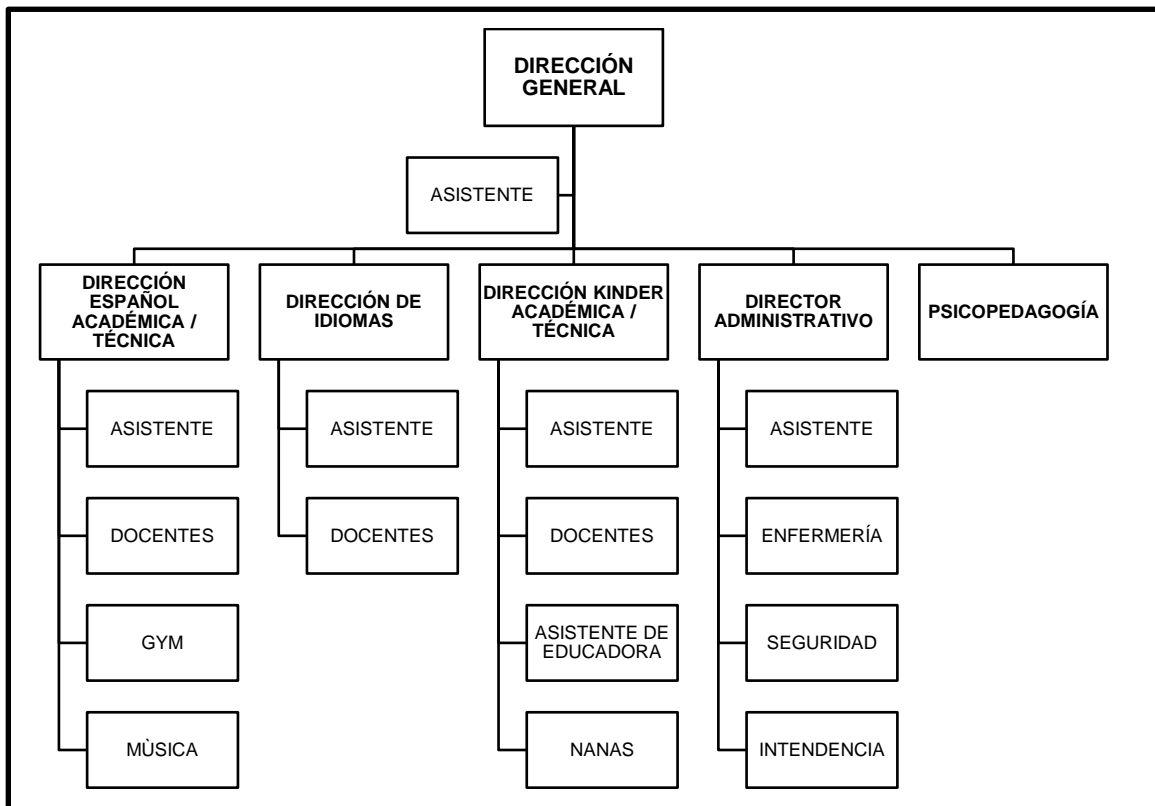 DIRECCIÓN
GENERAL
ASISTENTE
DIRECCIÓN
ESPAÑOL
ACADÉMICA /
TÉCNICA
ASISTENTE
DOCENTES
GYM
MÙSICA
DIRECCIÓN DE
IDIOMAS
ASISTENTE
DOCENTES
DIRECCIÓN KINDER
ACADÉMICA /
TÉCNICA
ASISTENTE
DOCENTES
ASISTENTE DE
EDUCADORA
NANAS
DIRECTOR
ADMINISTRATIVO
ASISTENTE
ENFERMERÍA
SEGURIDAD
INTENDENCIA
PSICOPEDAGOGÍA